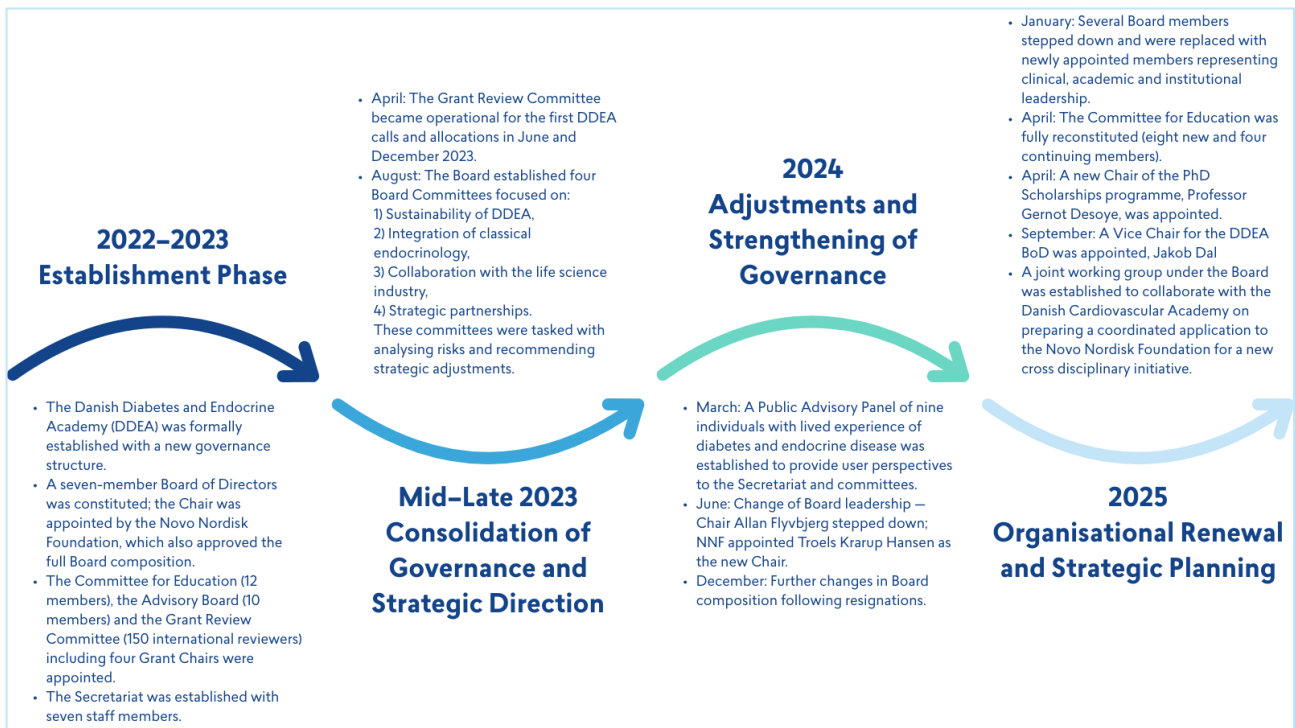 2022–2023
Establishment Phase
• The Danish Diabetes and Endocrine
Academy (DDEA) was formally
established with a new governance
structure.
• A seven-member Board of Directors
was constituted; the Chair was
appointed by the Novo Nordisk
Foundation, which also approved the
full Board composition.
• The Committee for Education (12
members), the Advisory Board (10
members) and the Grant Review
Committee (150 international reviewers)
including four Grant Chairs were
appointed.
• The Secretariat was established with
seven staff members.
• April: The Grant Review Committee
became operational for the first DDEA
calls and allocations in June and
December 2023.
• August: The Board established four
Board Committees focused on:
1) Sustainability of DDEA,
2) Integration of classical
endocrinology,
3) Collaboration with the life science
industry,
4) Strategic partnerships.
These committees were tasked with
analysing risks and recommending
strategic adjustments.
Mid–Late 2023
Consolidation of
Governance and
Strategic Direction
2024
Adjustments and
Strengthening of
Governance
• March: A Public Advisory Panel of nine
individuals with lived experience of
diabetes and endocrine disease was
established to provide user perspectives
to the Secretariat and committees.
• June: Change of Board leadership —
Chair Allan Flyvbjerg stepped down;
NNF appointed Troels Krarup Hansen as
the new Chair.
• December: Further changes in Board
composition following resignations.
• January: Several Board members
stepped down and were replaced with
newly appointed members representing
clinical, academic and institutional
leadership.
• April: The Committee for Education was
fully reconstituted (eight new and four
continuing members).
• April: A new Chair of the PhD
Scholarships programme, Professor
Gernot Desoye, was appointed.
• September: A Vice Chair for the DDEA
BoD was appointed, Jakob Dal
• A joint working group under the Board
was established to collaborate with the
Danish Cardiovascular Academy on
preparing a coordinated application to
the Novo Nordisk Foundation for a new
cross disciplinary initiative.
2025
Organisational Renewal
and Strategic Planning